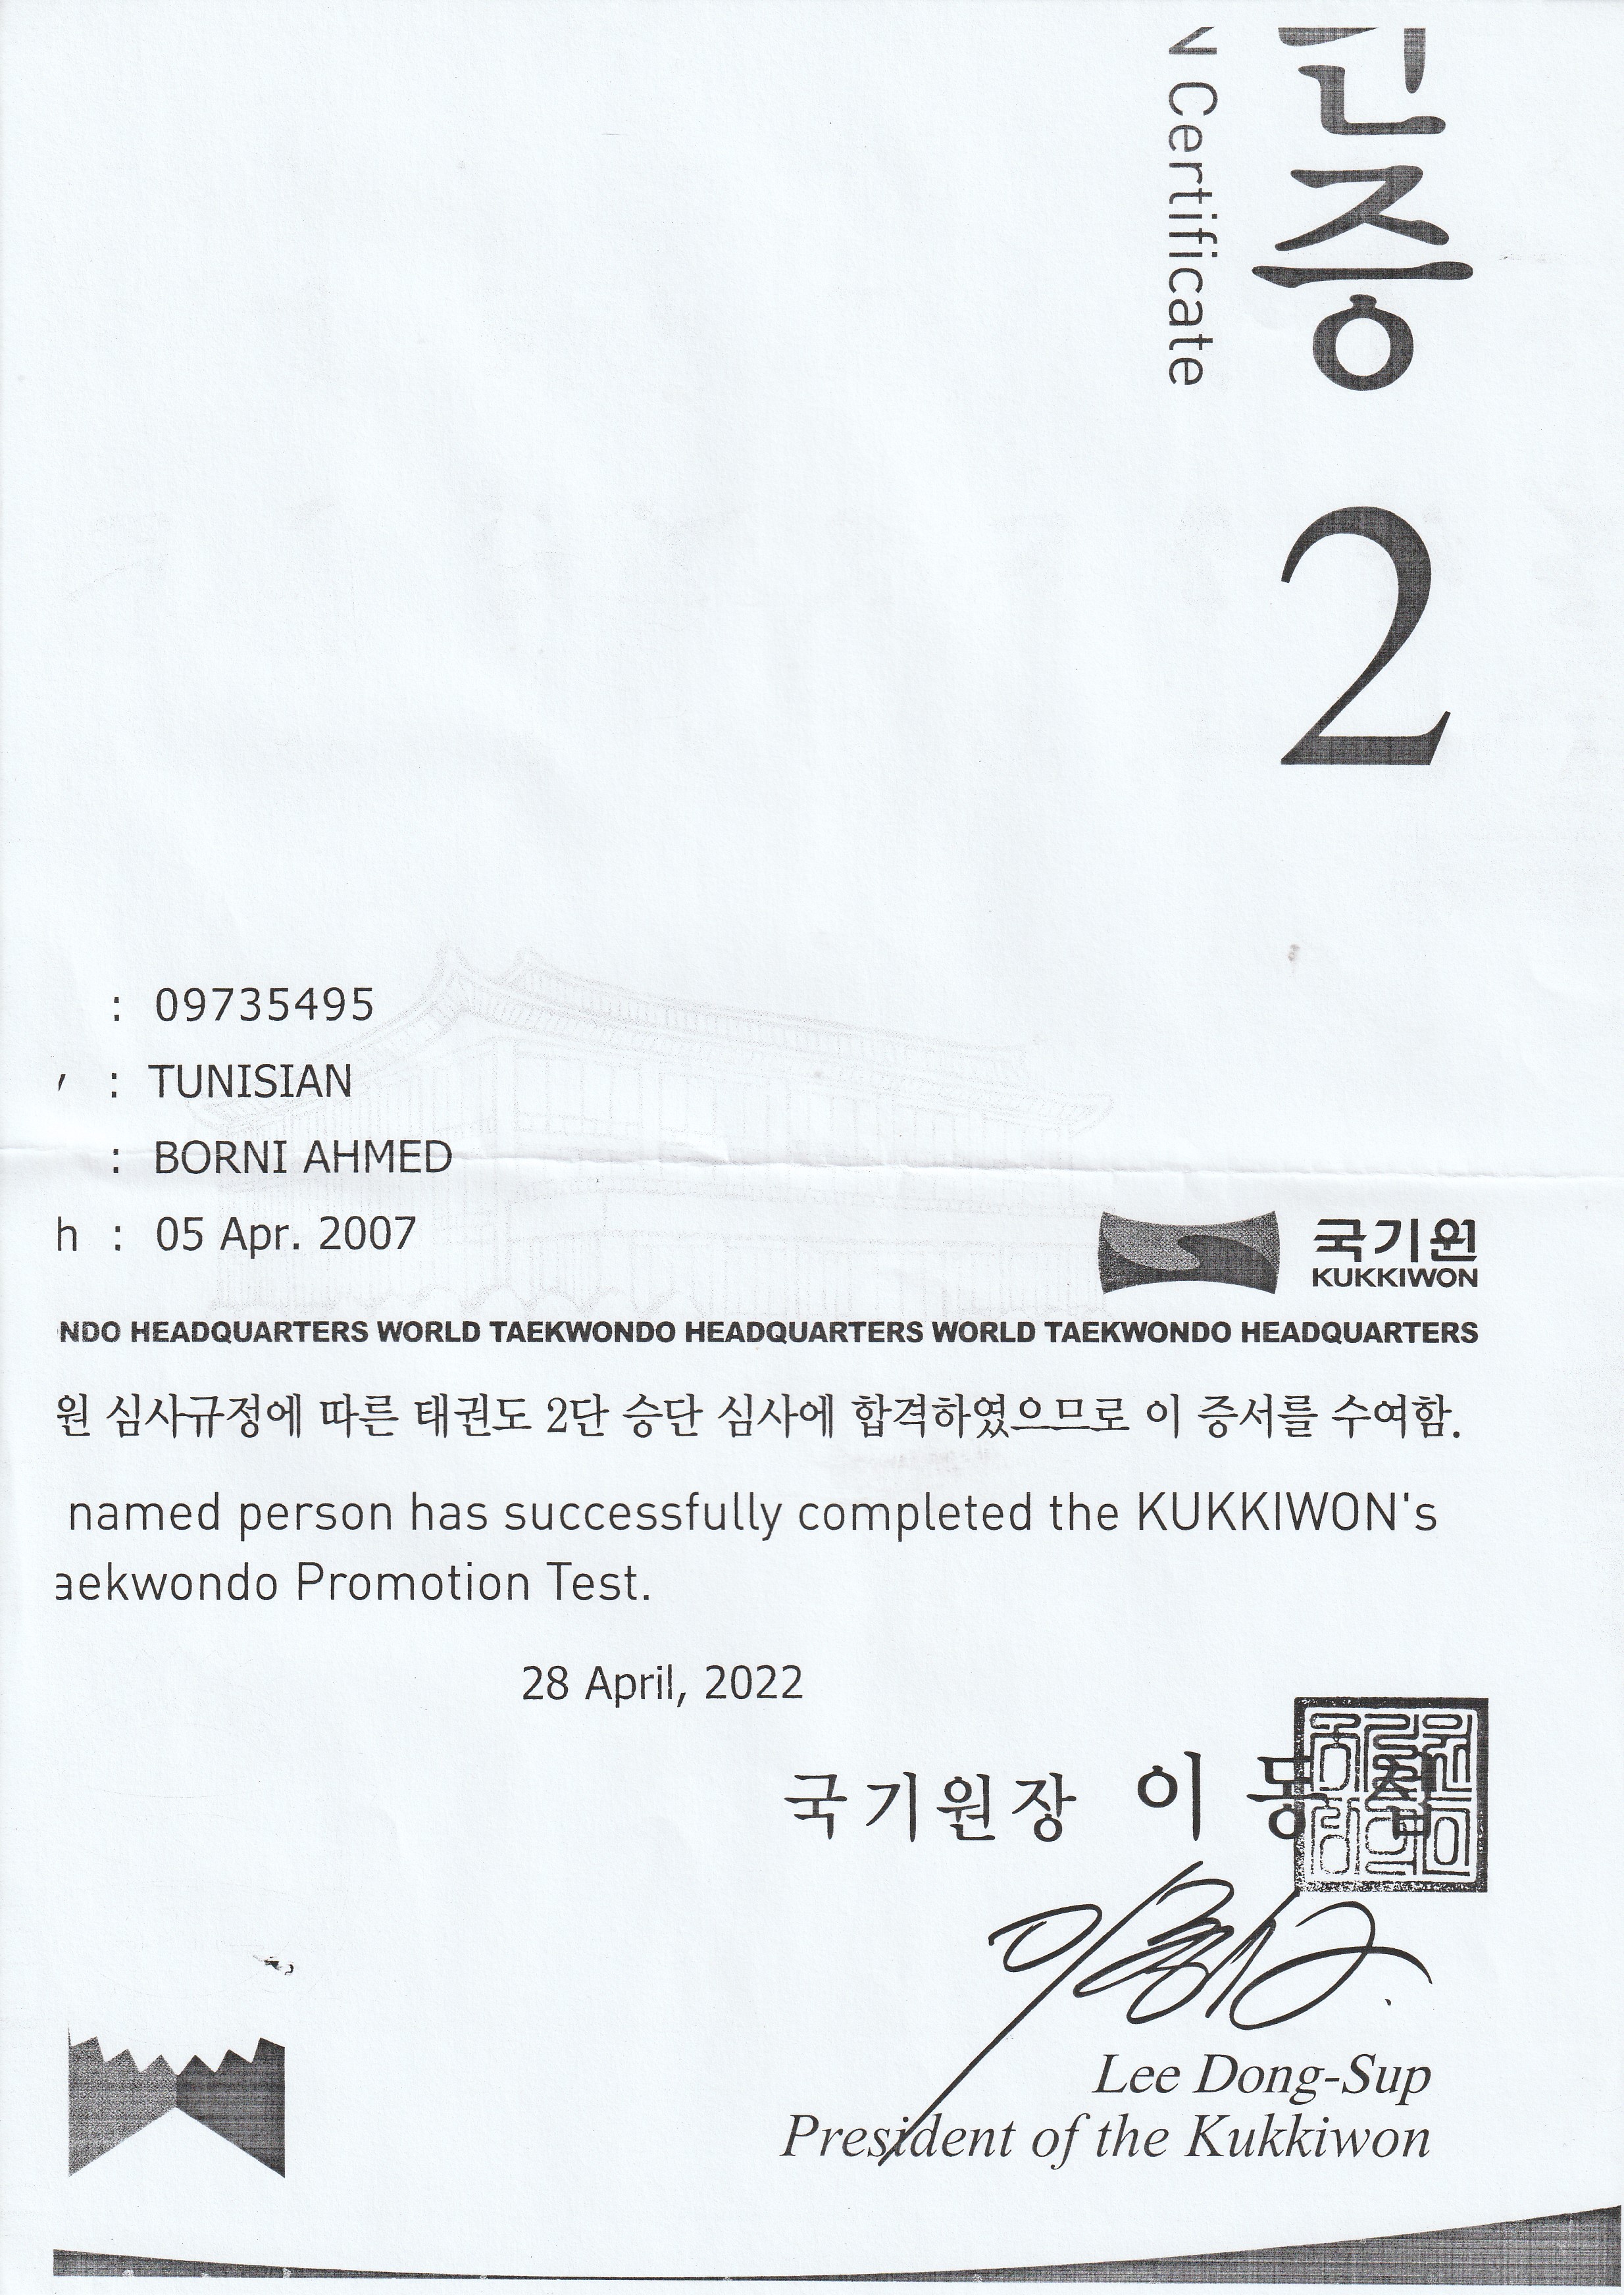 Certificate
증
2
: 09735495
: TUNISIAN
: BORNI AHMED
h : 05 Apr. 2007
국기원
KUKKIWON
NDO HEADQUARTERS WORLD TAEKWONDO HEADQUARTERS WORLD TAEKWONDO HEADQUARTERS
원 심사규정에 따른 태권도 2단 승단 심사에 합격하였으므로 이 증서를 수여함.
named person has successfully completed the KUKKIWON's
aekwondo Promotion Test.
28 April, 2022
국기원장 이 동
Lee Dong-Sup
President of the Kukkiwon